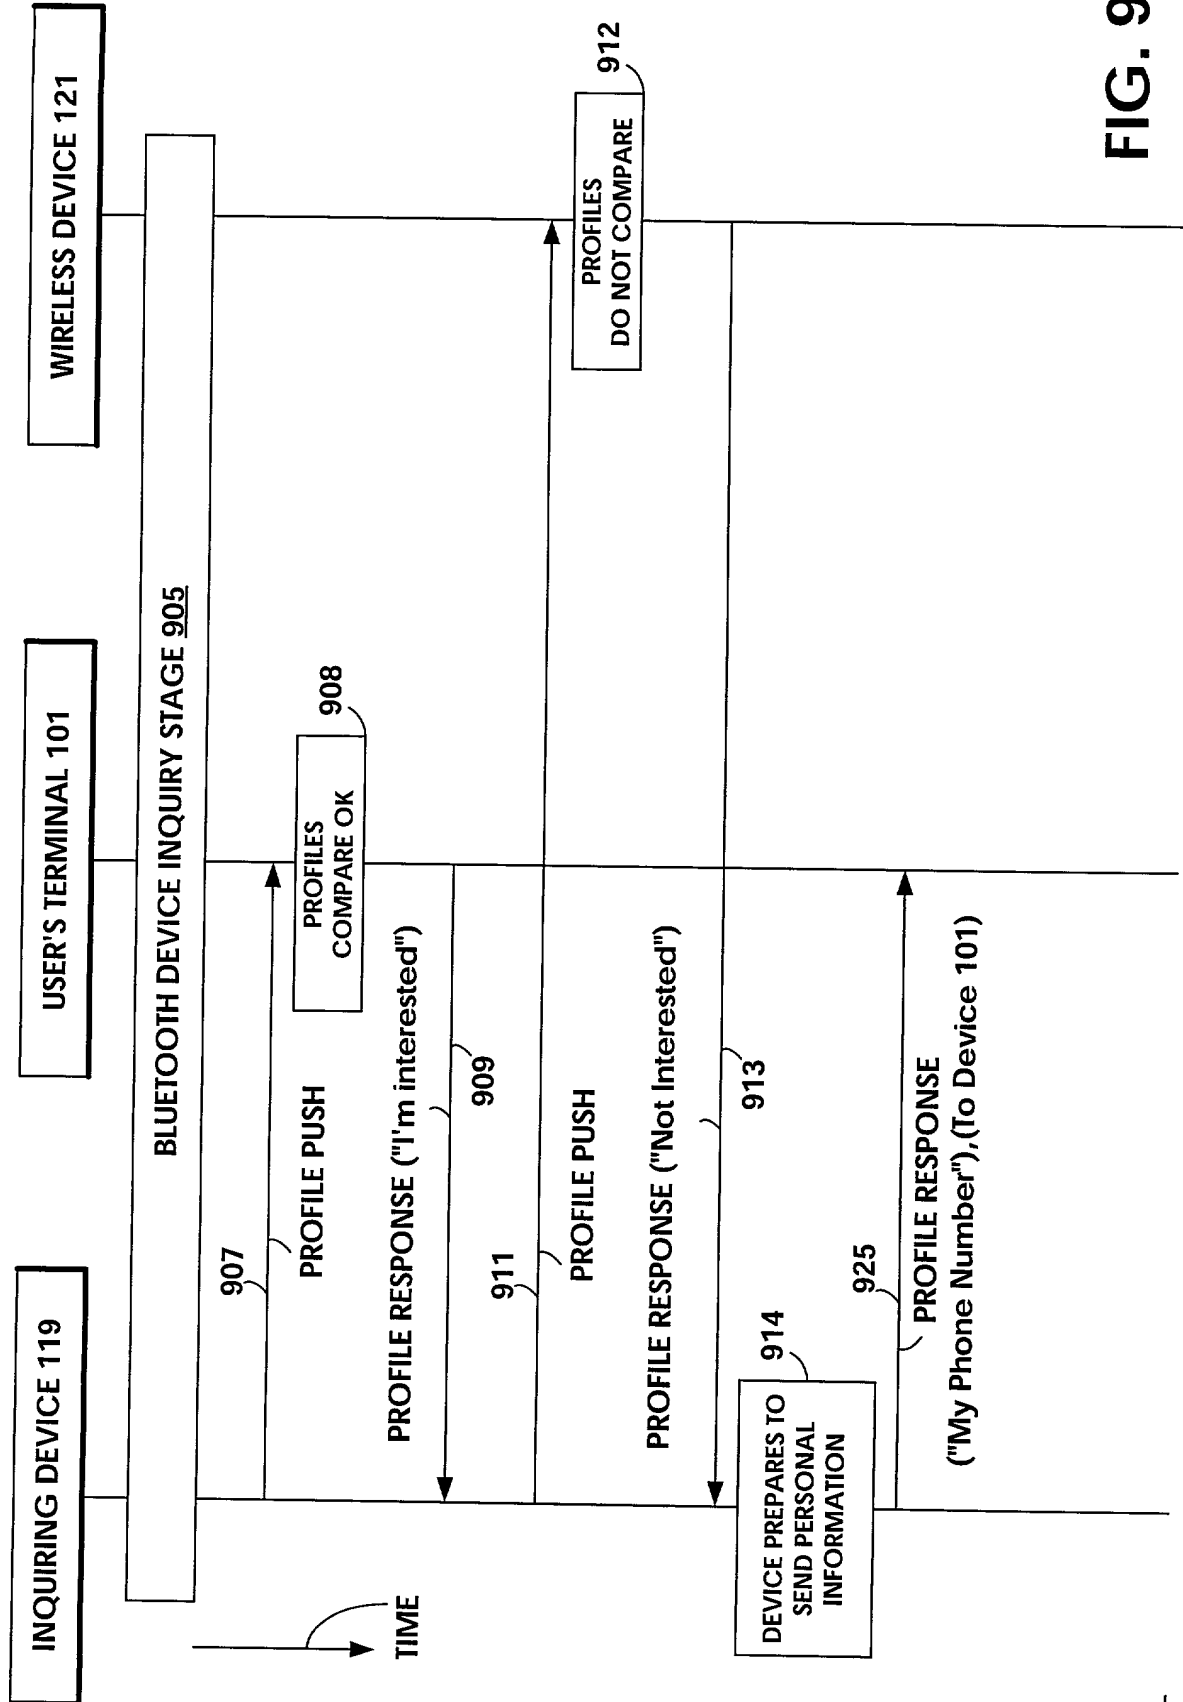 INQUIRING DEVICE 119
USER'S TERMINAL 101
WIRELESS DEVICE 121
BLUETOOTH DEVICE INQUIRY STAGE 905
TIME
907
PROFILE PUSH
908
PROFILES
COMPARE OK
PROFILE RESPONSE ("I'm interested")
909
911
PROFILE PUSH
912
PROFILES
DO NOT COMPARE
PROFILE RESPONSE ("Not Interested")
913
914
DEVICE PREPARES TO
SEND PERSONAL
INFORMATION
925
PROFILE RESPONSE
("My Phone Number"),(To Device 101)
FIG. 9